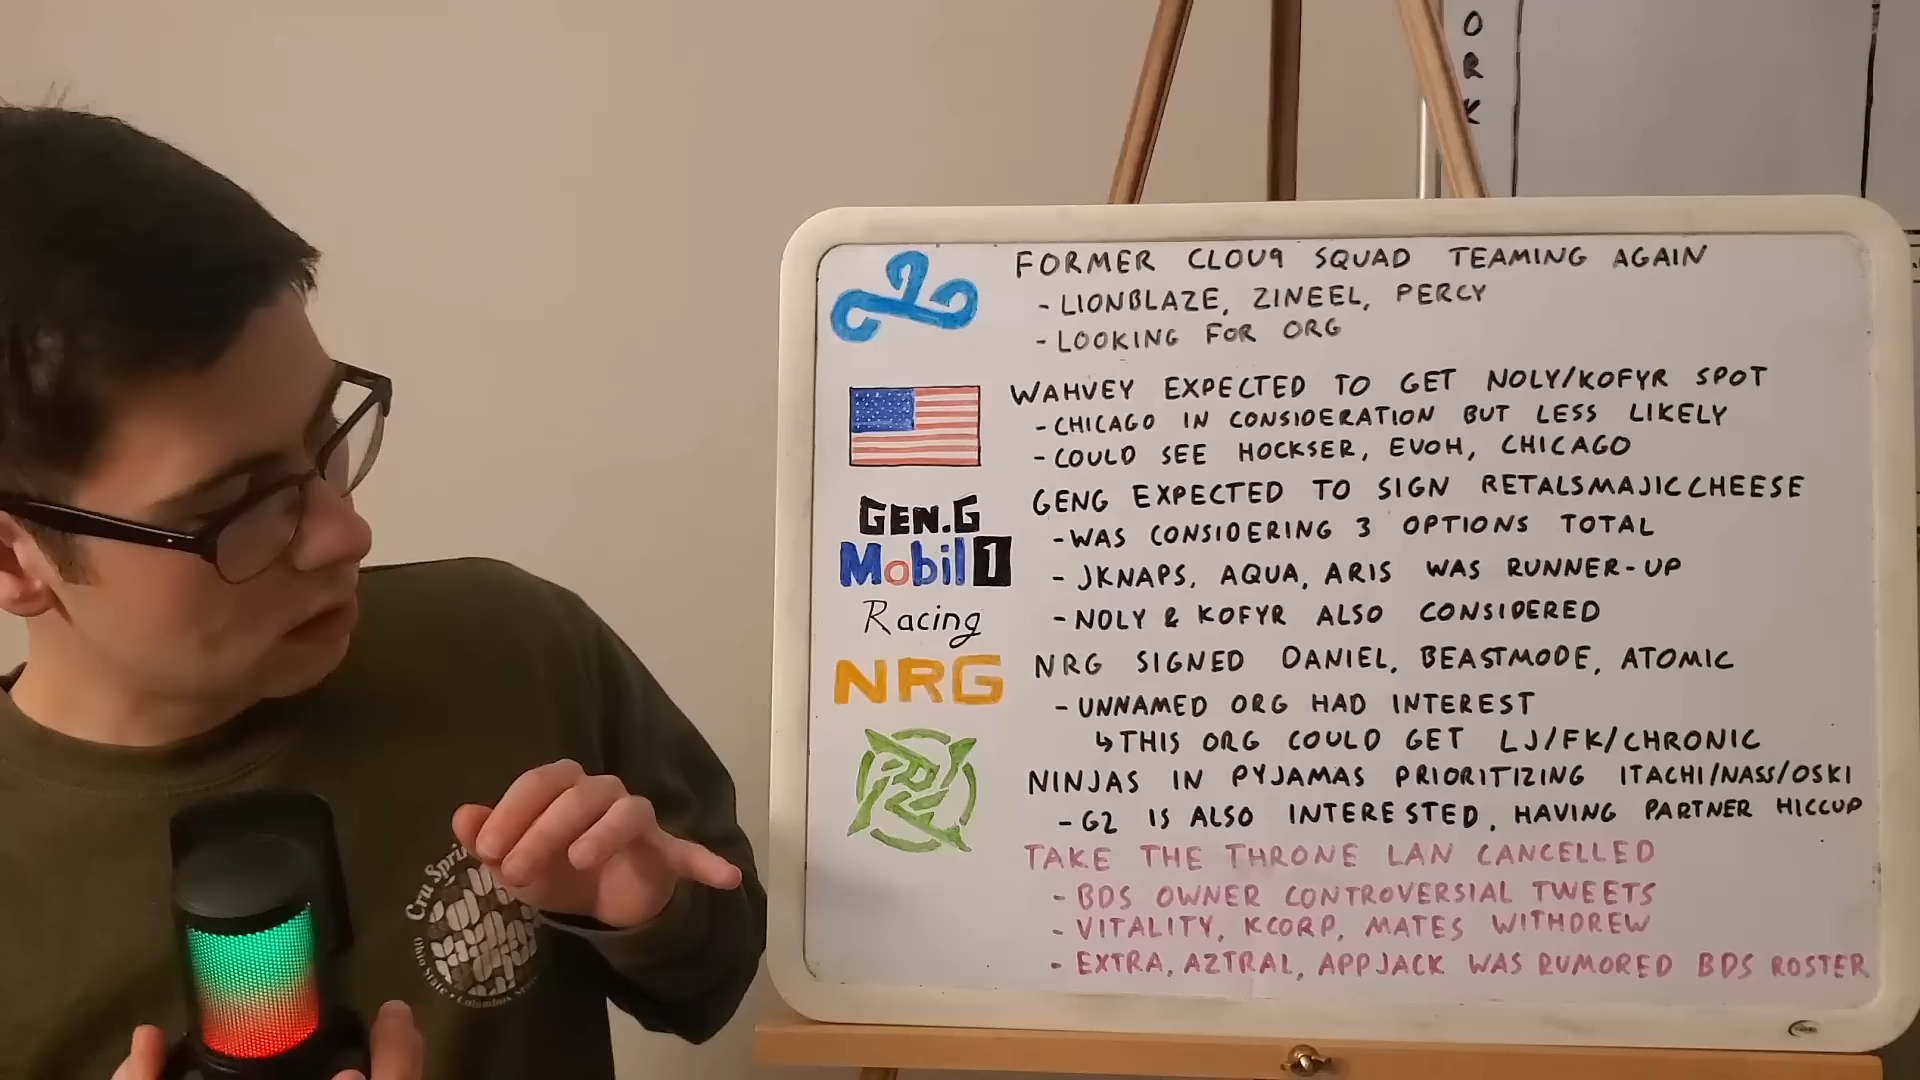 O
R
K
FORMER CLOU9 SQUAD TEAMING AGAIN
- LIONBLAZE, ZINEEL, PERCY
- LOOKING FOR ORG
WAHVEY EXPECTED TO GET NOLY/KOFYR SPOT
- CHICAGO IN CONSIDERATION BUT LESS LIKELY
- COULD SEE HOCKSER, EVOH, CHICAGO
GEN.G
Mobil 1
Racing
GENG EXPECTED TO SIGN RETALSMAJICCHEESE
- WAS CONSIDERING 3 OPTIONS TOTAL
- JKNAPS, AQUA, ARIS WAS RUNNER-UP
- NOLY & KOFYR ALSO CONSIDERED
NRG
NRG SIGNED DANIEL, BEASTMODE, ATOMIC
- UNNAMED ORG HAD INTEREST
↳ THIS ORG COULD GET LJ/FK/CHRONIC
NINJAS IN PYJAMAS PRIORITIZING ITACHI/NASS/OSKI
- G2 IS ALSO INTERESTED, HAVING PARTNER HICCUP
TAKE THE THRONE LAN CANCELLED
- BDS OWNER CONTROVERSIAL TWEETS
- VITALITY, KCORP, MATES WITHDREW
- EXTRA, AZTRAL, APPJACK WAS RUMORED BDS ROSTER
Cru Spri
Ohio State • Columbus